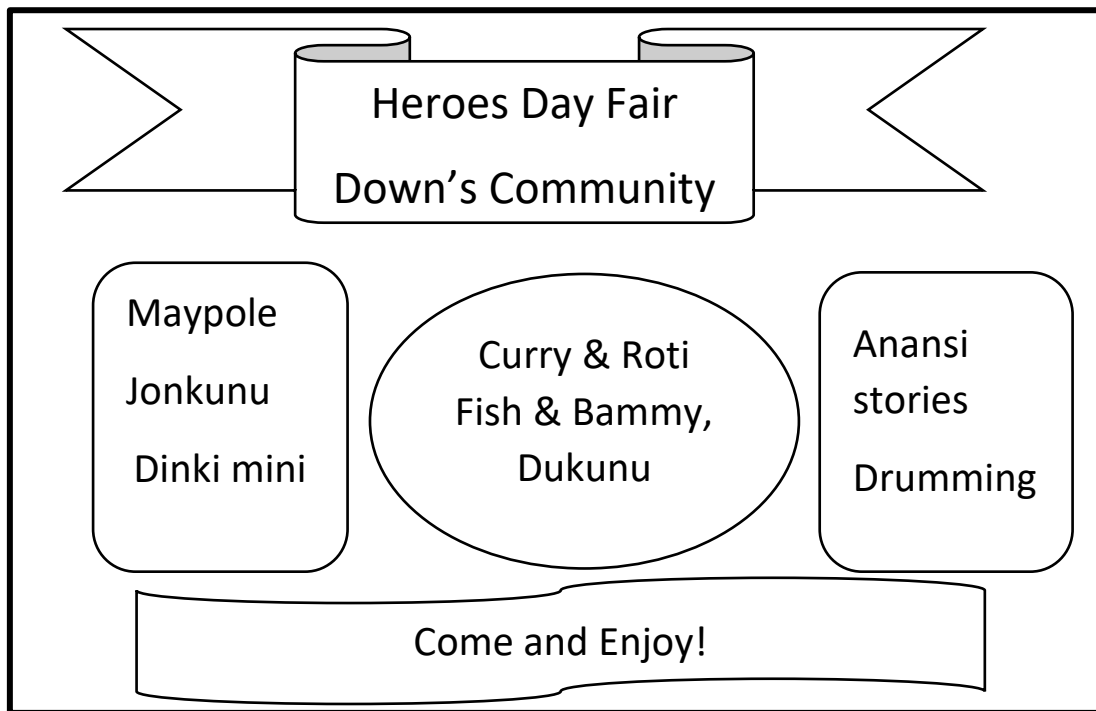 Heroes Day Fair
Down’s Community
Maypole
Jonkunu
Dinki mini
Curry & Roti
Fish & Bammy,
Dukunu
Anansi
stories
Drumming
Come and Enjoy!